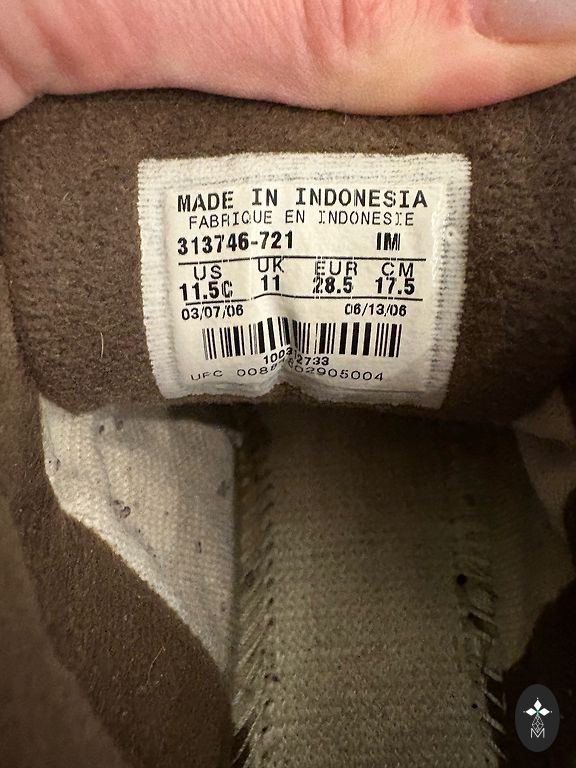 MADE IN INDONESIA
FABRIQUE EN INDONESIE
313746-721 IM
US UK EUR CM
11.5C 11 28.5 17.5
03/07/06 06/13/06
UPC
M